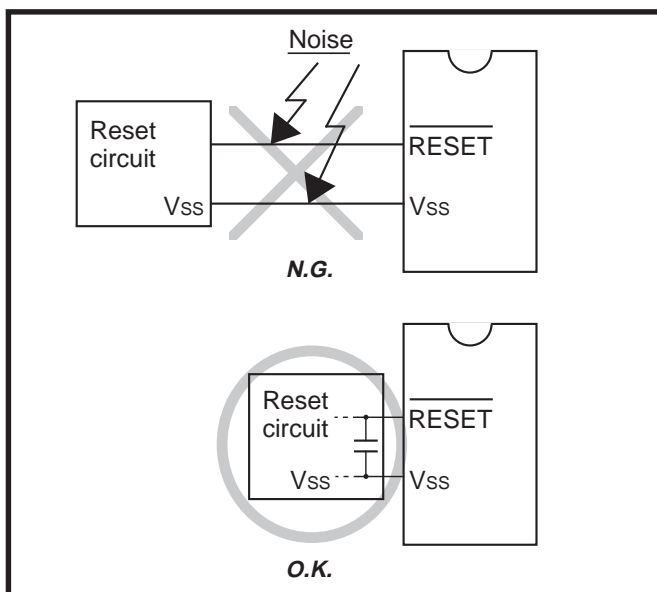 Noise
Reset
circuit
RESET
Vss
Vss
N.G.
Reset
circuit
RESET
Vss
Vss
O.K.